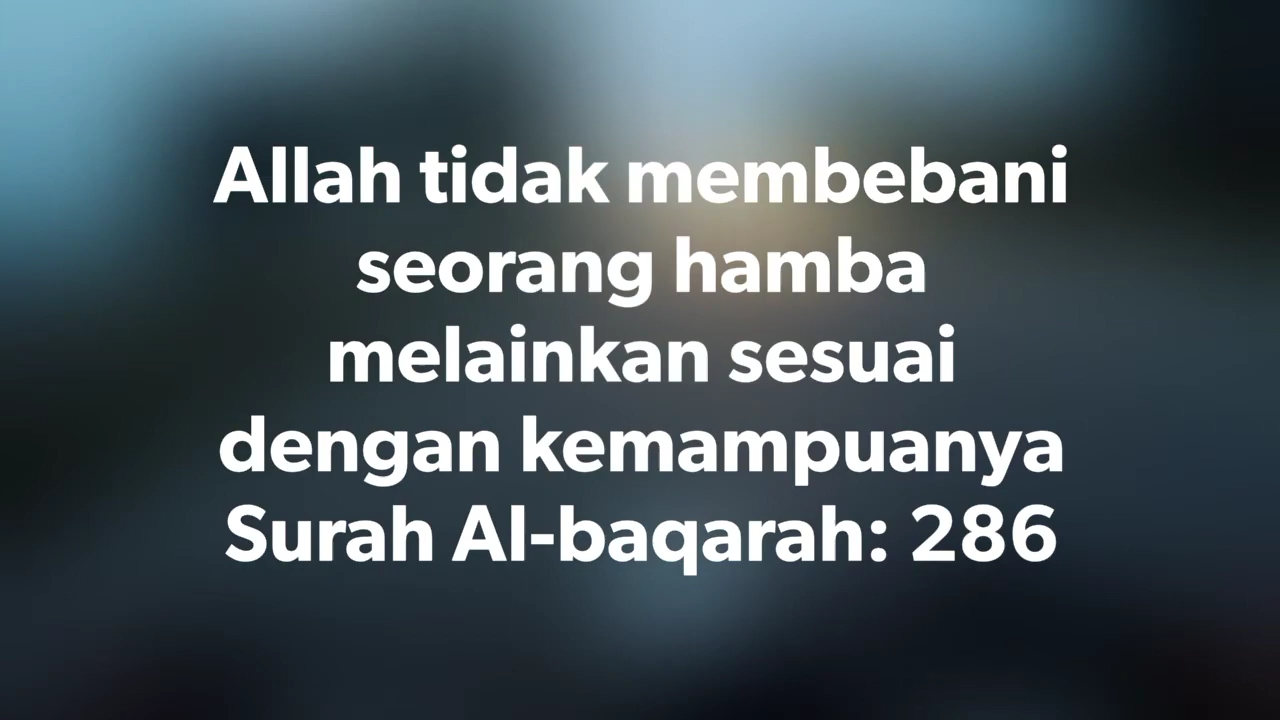 Allah tidak membebani
seorang hamba
melainkan sesuai
dengan kemampuanya
Surah Al-baqarah: 286